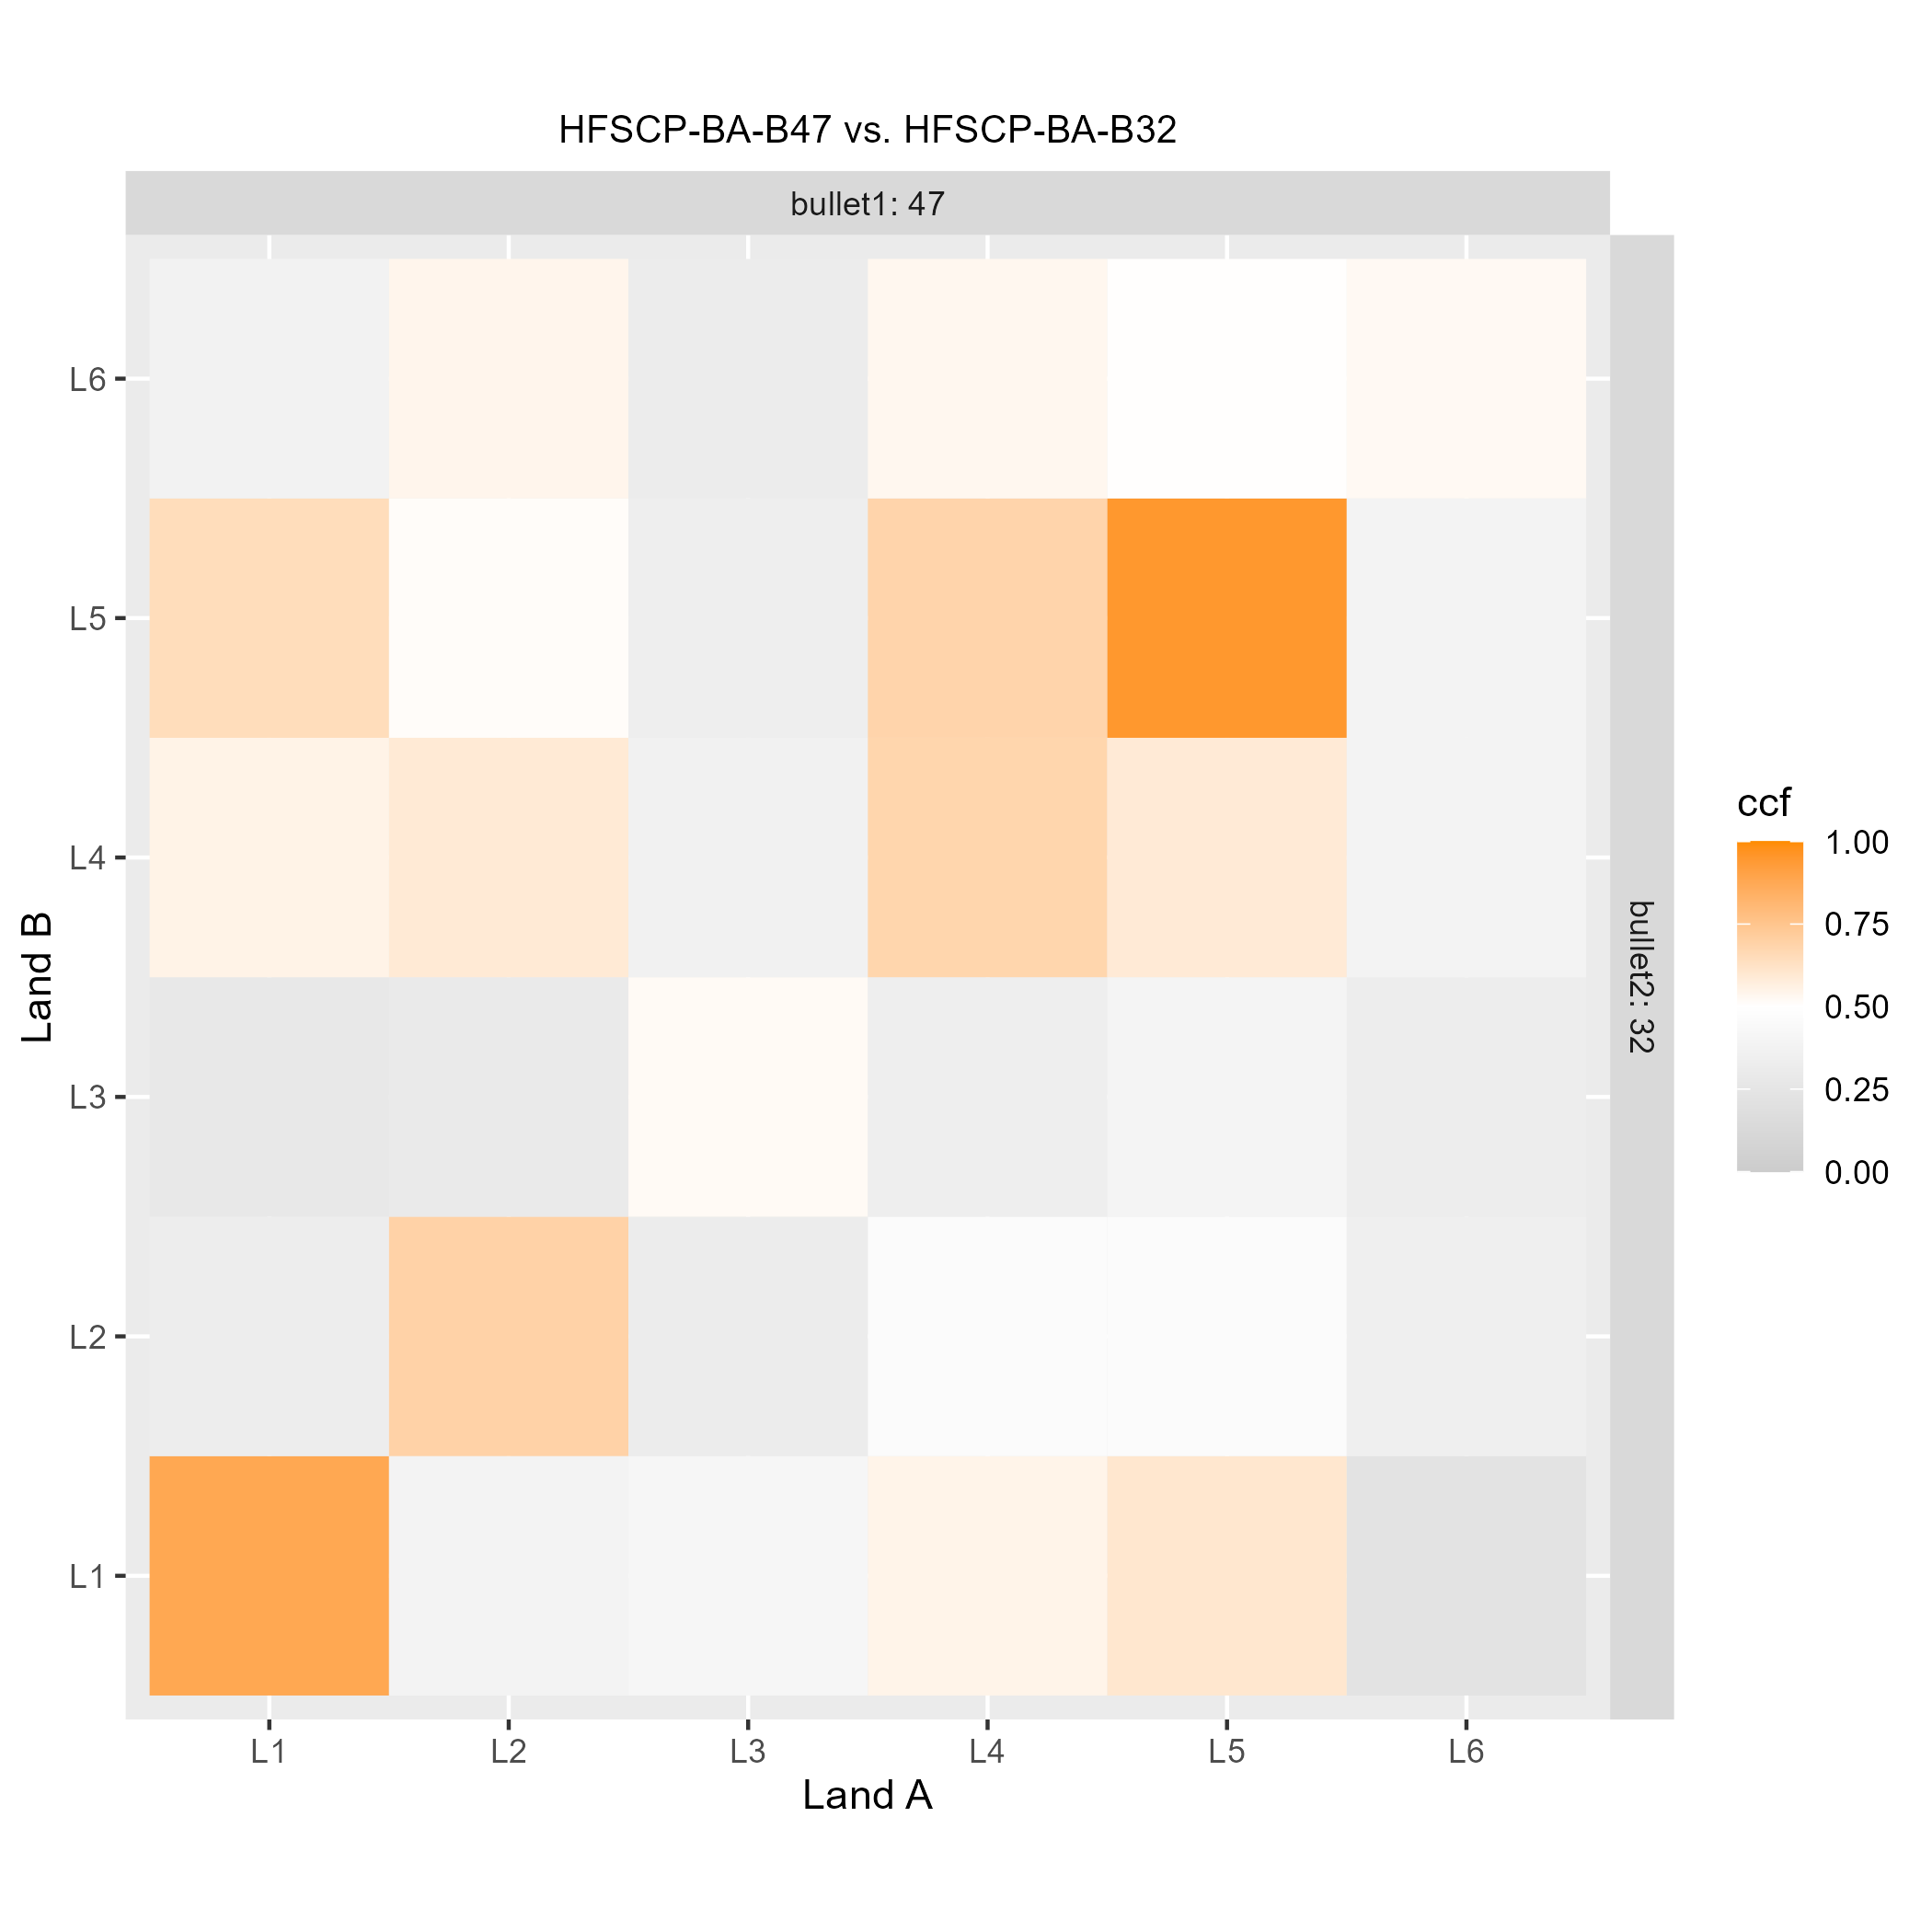 HFSCP-BA-B47 vs. HFSCP-BA-B32
bullet1: 47
L6
L5
L4
L3
L2
L1
Land B
bullet2: 32
L1 L2 L3 L4 L5 L6
Land A
ccf
1.00
0.75
0.50
0.25
0.00